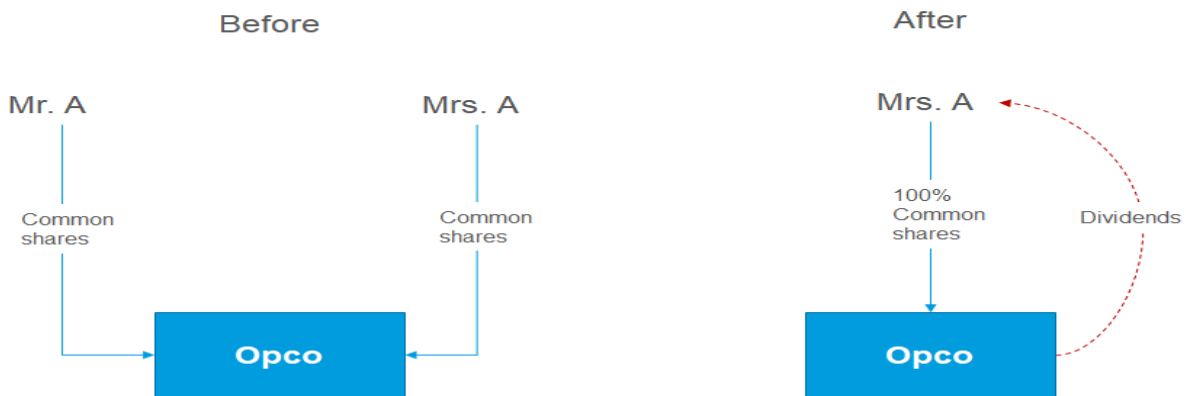 Before
Mr. A
Mrs. A
Common
shares
Common
shares
Opco
After
Mrs. A
100%
Common
shares
Dividends
Opco